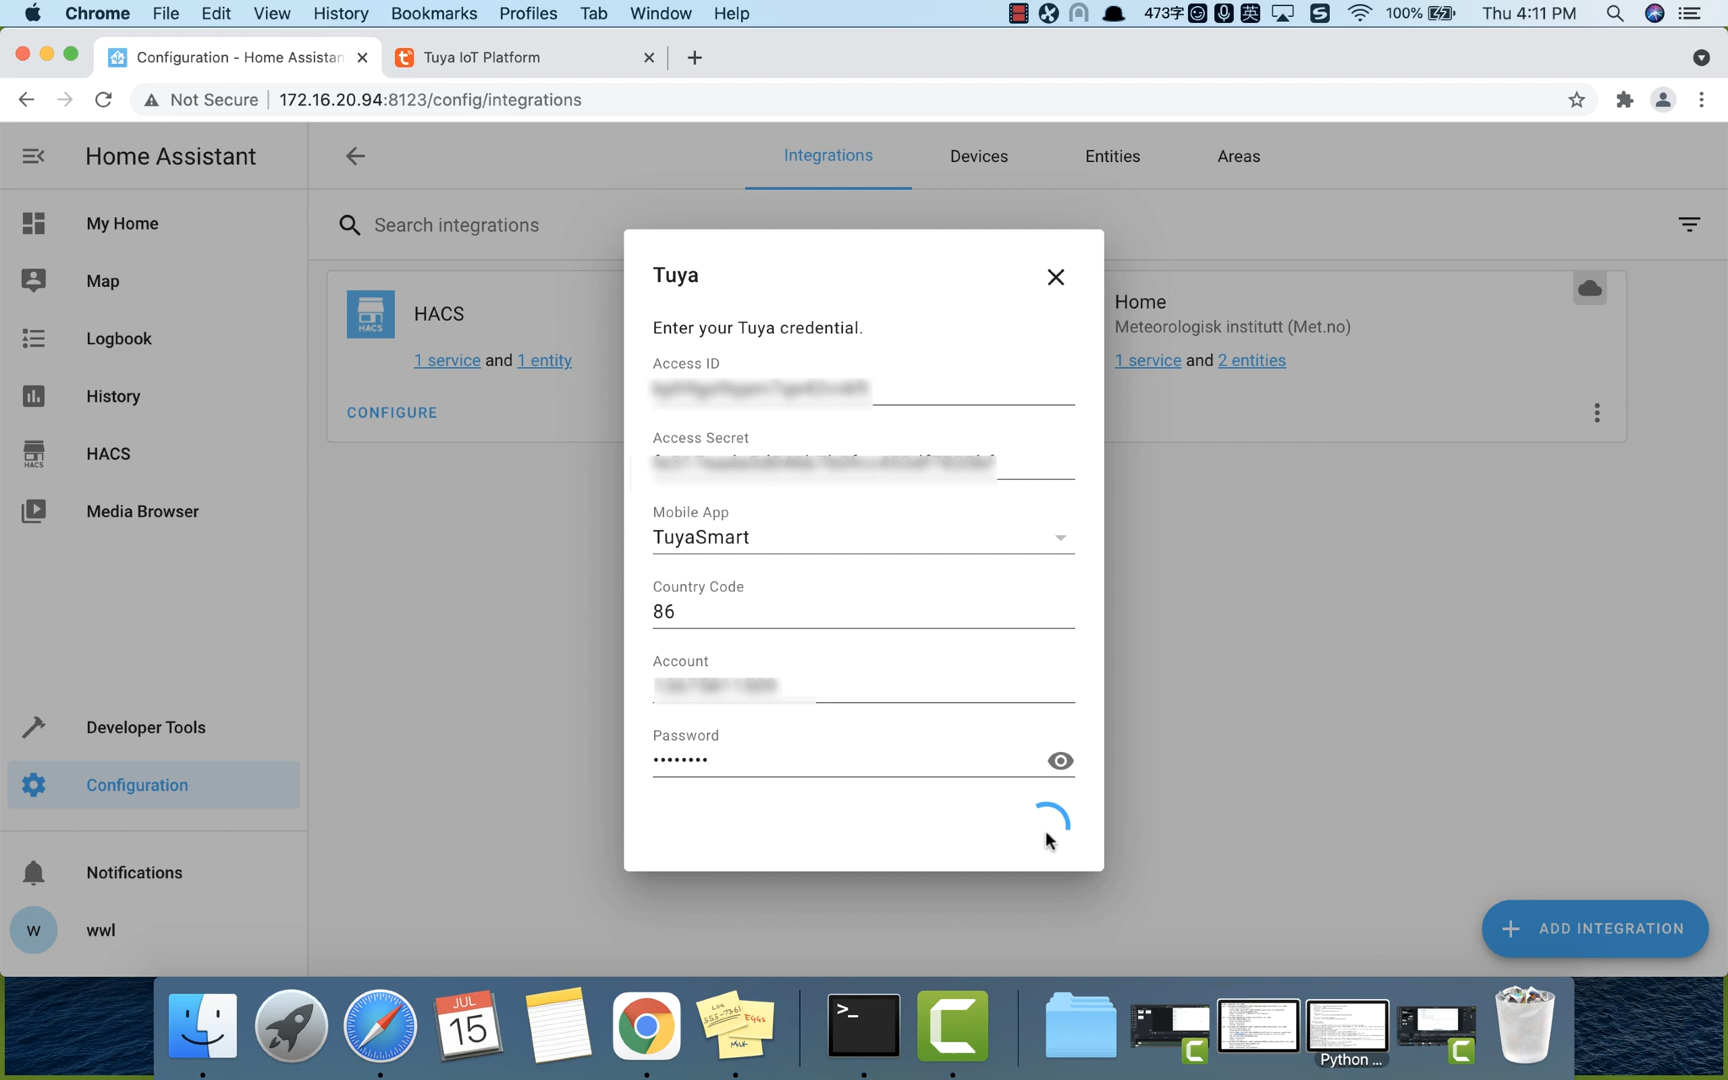 Chrome File Edit View History Bookmarks Profiles Tab Window Help 473字 英 100% Thu 4:11 PM
Configuration - Home Assistan
Tuya IoT Platform
Not Secure 172.16.20.94:8123/config/integrations
Home Assistant
Integrations Devices Entities Areas
My Home
Map
Logbook
History
HACS
HACS
Media Browser
Developer Tools
Configuration
Notifications
W
wwl
Search integrations
HACS
HACS
1 service and 1 entity
CONFIGURE
Home
Meteorologisk institutt (Met.no)
1 service and 2 entities
Tuya
Enter your Tuya credential.
Access ID
Access Secret
Mobile App
TuyaSmart
Country Code
86
Account
Password
••••••••
ADD INTEGRATION
JUL
15
Python ...